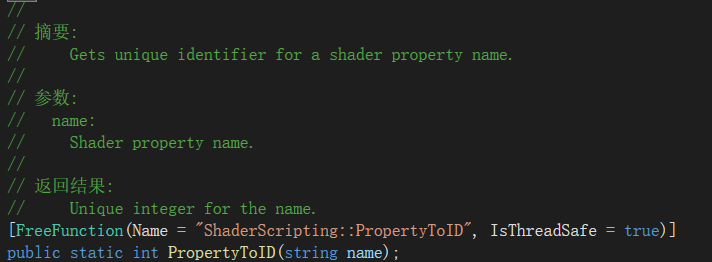 //
// 摘要:
//     Gets unique identifier for a shader property name.
//
// 参数:
//   name:
//     Shader property name.
//
// 返回结果:
//     Unique integer for the name.
[FreeFunction(Name = "ShaderScripting::PropertyToID", IsThreadSafe = true)]
public static int PropertyToID(string name);